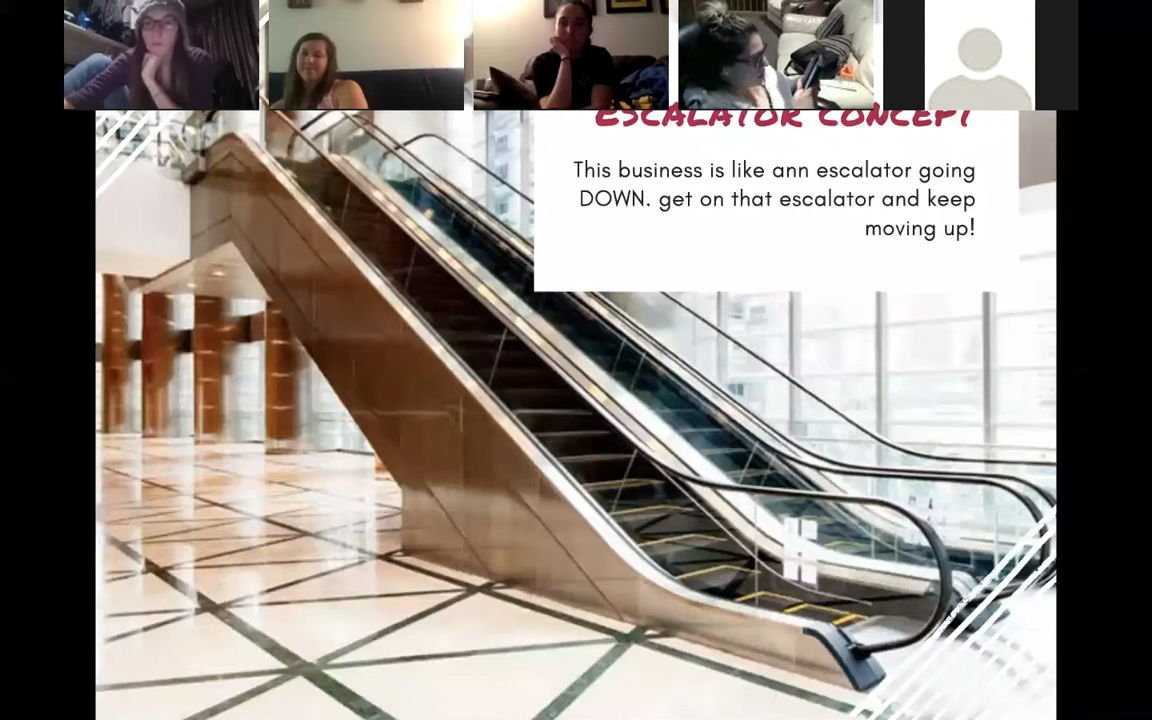 ESCALATOR CONCEPT
This business is like ann escalator going
DOWN. get on that escalator and keep
moving up!